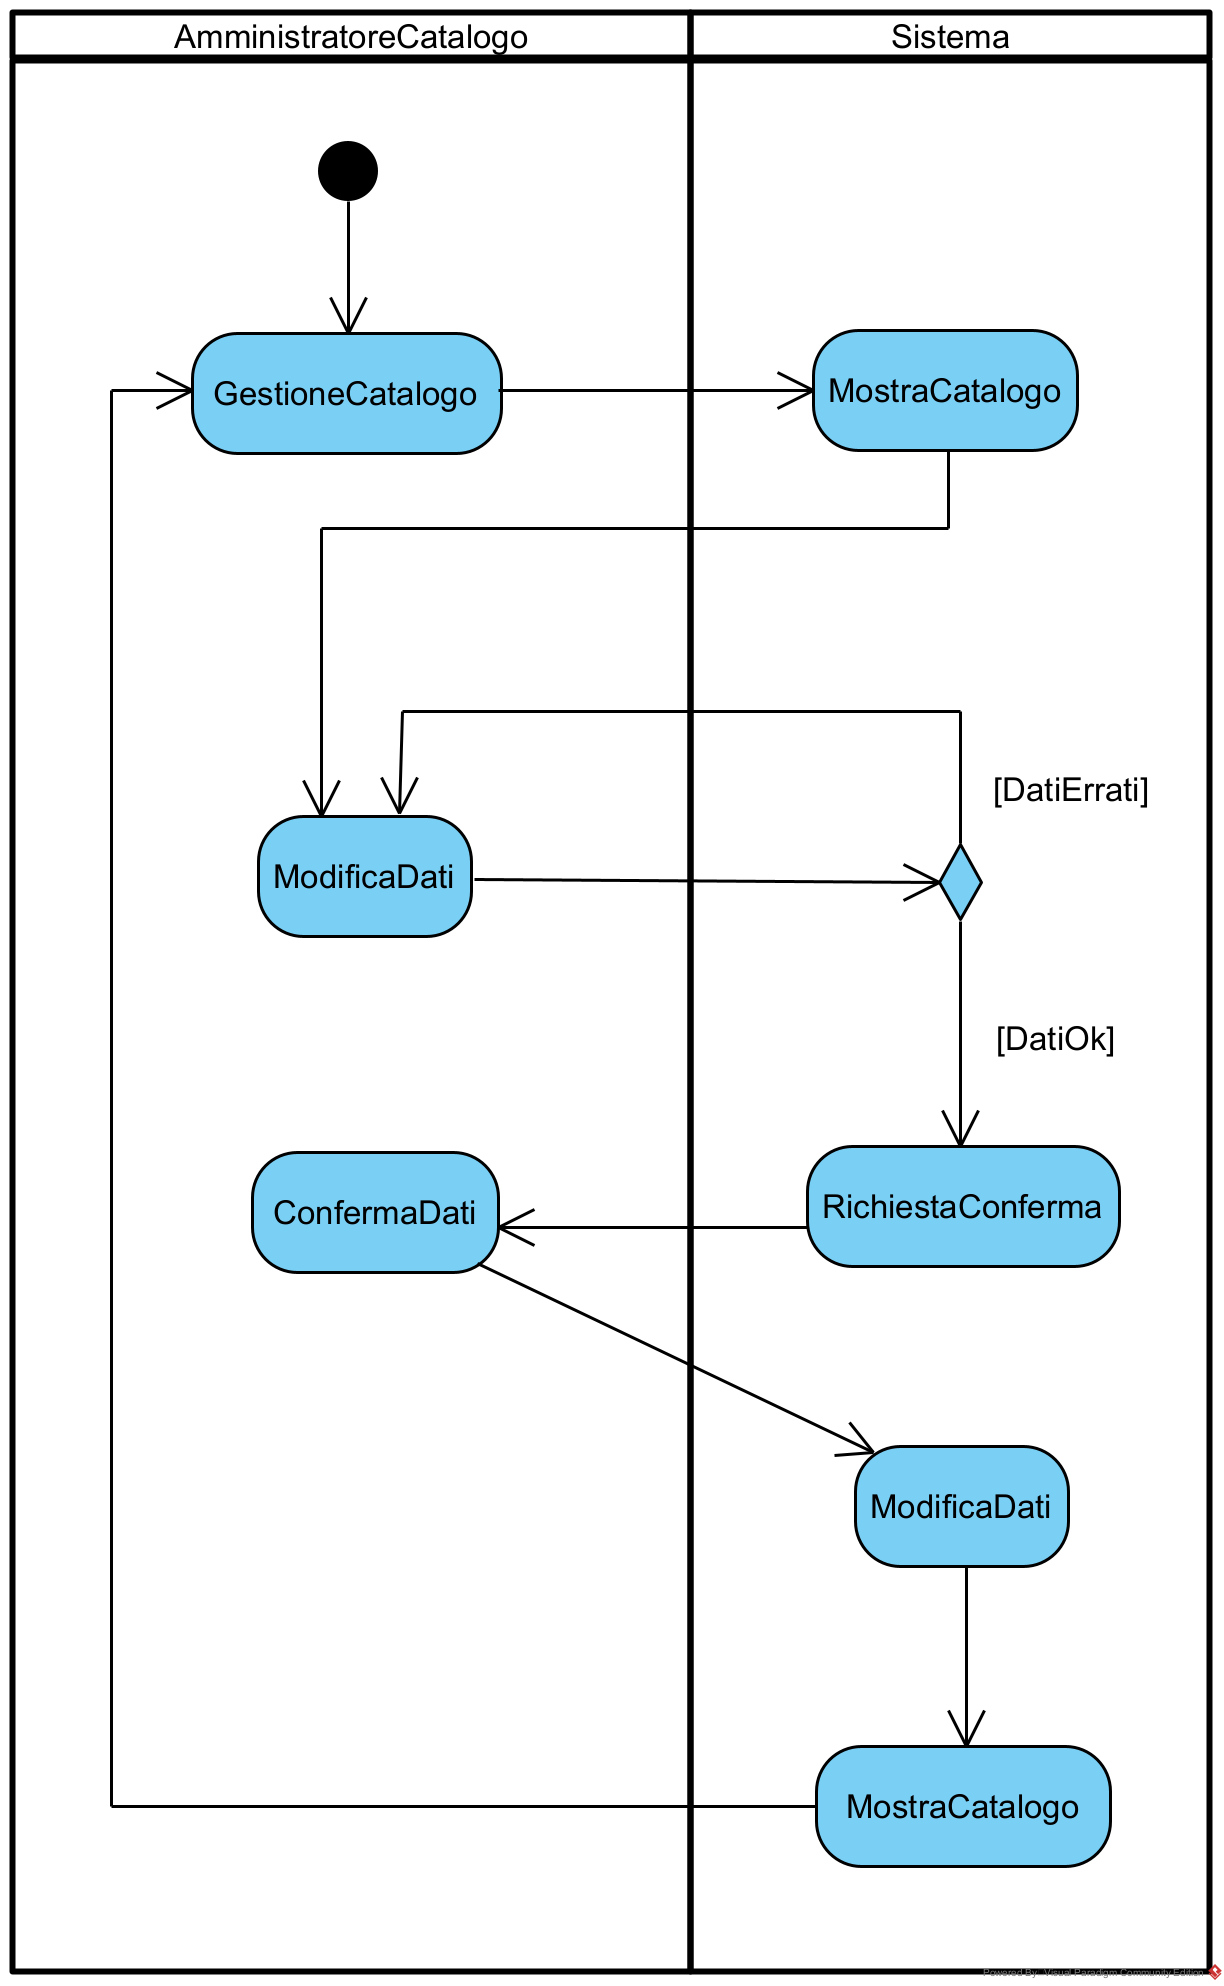 AmministratoreCatalogo
Sistema
GestioneCatalogo
MostraCatalogo
[DatiErrati]
ModificaDati
[DatiOk]
ConfermaDati
RichiestaConferma
ModificaDati
MostraCatalogo
Powered By Visual Paradigm Community Edition